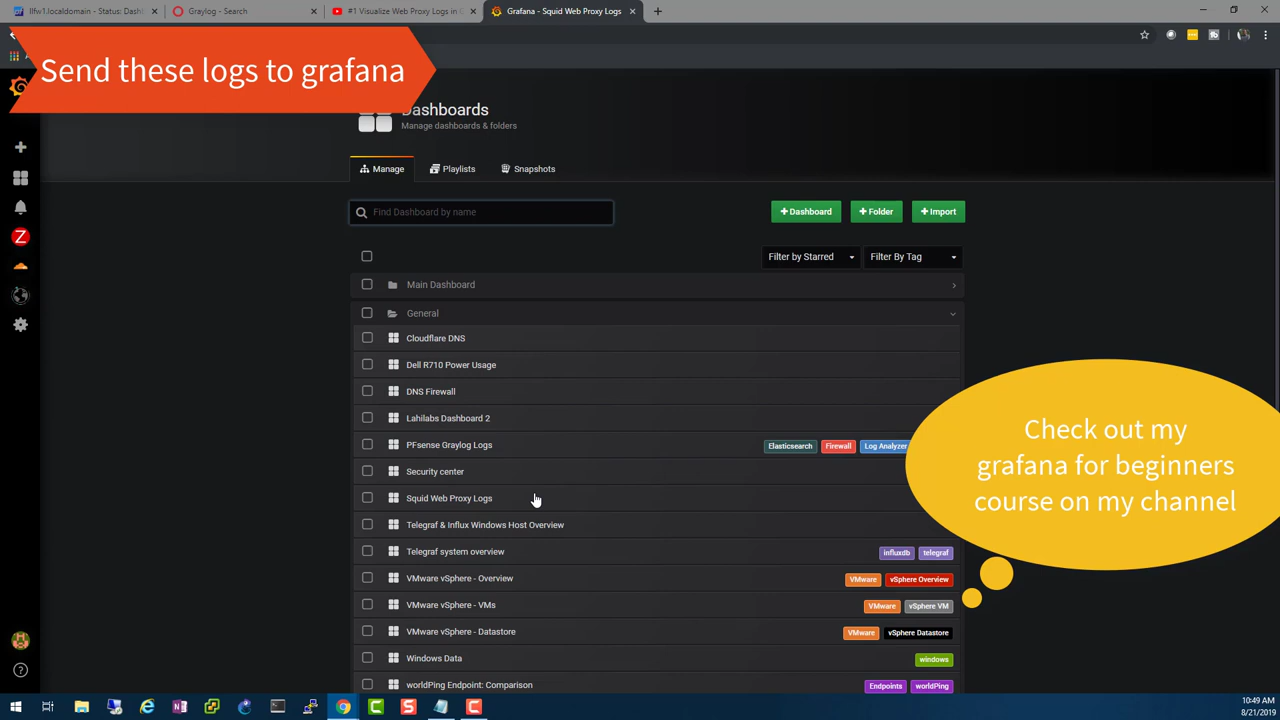 llfw1.localdomain - Status: Dash
Graylog - Search
#1 Visualize Web Proxy Logs in G
Grafana - Squid Web Proxy Logs
Send these logs to grafana
Dashboards
Manage dashboards & folders
Manage
Playlists
Snapshots
Find Dashboard by name
+ Dashboard
+ Folder
+ Import
Filter by Starred
Filter By Tag
Main Dashboard
General
Cloudflare DNS
Dell R710 Power Usage
DNS Firewall
Lahilabs Dashboard 2
PFsense Graylog Logs
Elasticsearch
Firewall
Log Analyzer
Security center
Squid Web Proxy Logs
Telegraf & Influx Windows Host Overview
Telegraf system overview
influxdb
telegraf
VMware vSphere - Overview
VMware
vSphere Overview
VMware vSphere - VMs
VMware
vSphere VM
VMware vSphere - Datastore
VMware
vSphere Datastore
Windows Data
windows
worldPing Endpoint: Comparison
Endpoints
worldPing
Check out my
grafana for beginners
course on my channel
10:49 AM
8/21/2019